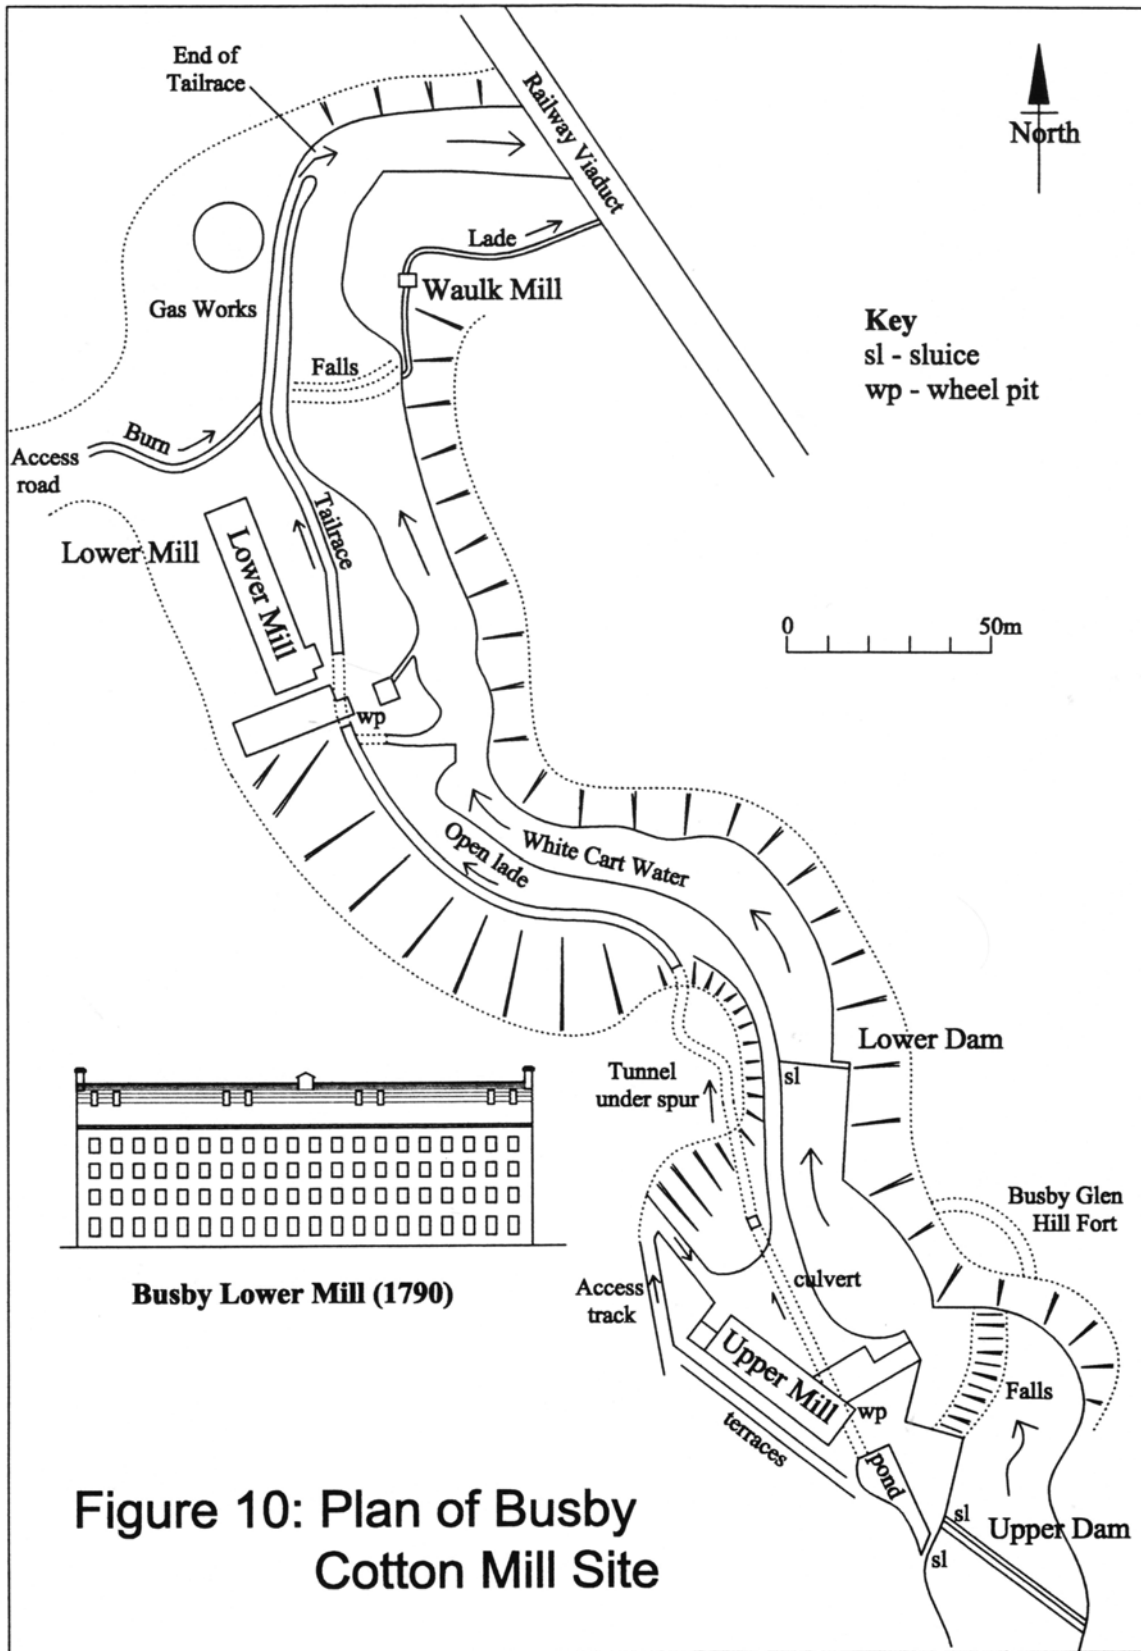 End of
Tailrace
Railway Viaduct
North
Lade
Waulk Mill
Gas Works
Key
sl - sluice
wp - wheel pit
Falls
Burn
Access
road
Tailrace
Lower Mill
Lower Mill
0 50m
wp
Open lade
White Cart Water
Lower Dam
sl
Tunnel
under spur
Busby Glen
Hill Fort
culvert
Access
track
Busby Lower Mill (1790)
Upper Mill
Falls
wp
terraces
pond
sl
Upper Dam
sl
Figure 10: Plan of Busby
Cotton Mill Site